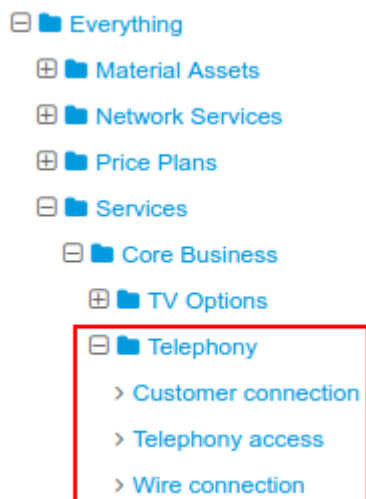 Everything
Material Assets
Network Services
Price Plans
Services
Core Business
TV Options
Telephony
Customer connection
Telephony access
Wire connection